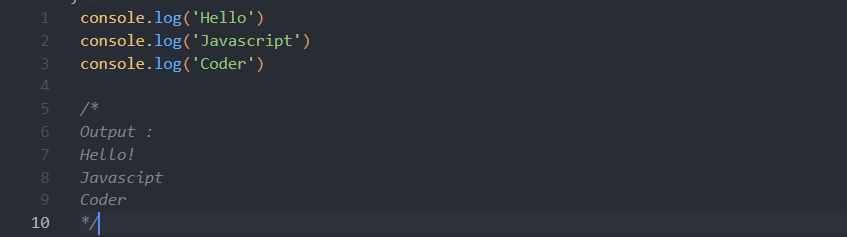 1 console.log('Hello')
2 console.log('Javascript')
3 console.log('Coder')
4
5 /*
6 Output :
7 Hello!
8 Javascipt
9 Coder
10 */